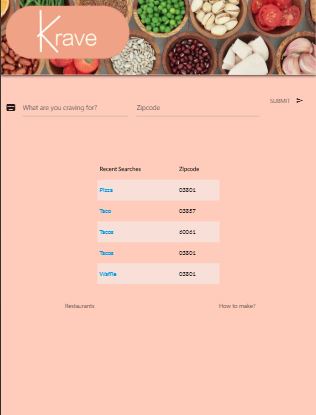 Krave
What are you craving for?
Zipcode
SUBMIT
Recent Searches Zipcode
Pizza 03801
Taco 03857
Tacos 60061
Tacos 03801
Waffle 03801
Restaurants How to make?